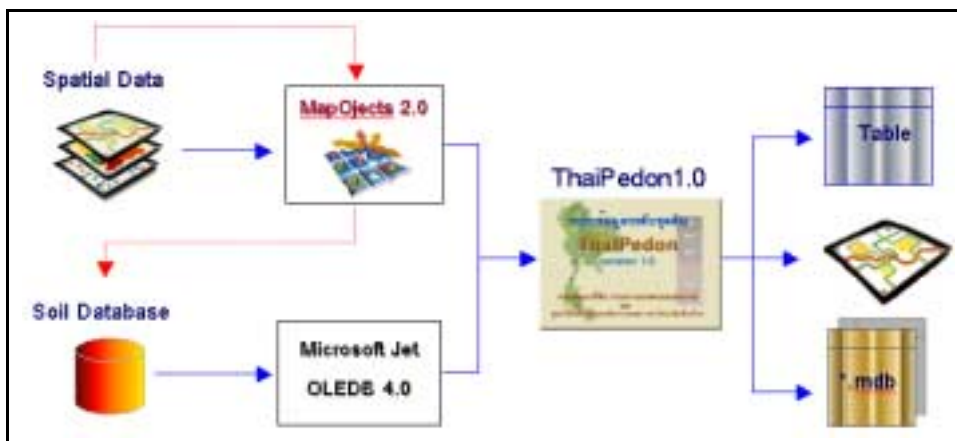 Spatial Data
MapOjects 2.0
ThaiPedon1.0
Table
ThaiPedon
Soil Database
Microsoft Jet
OLEDB 4.0
*.mdb